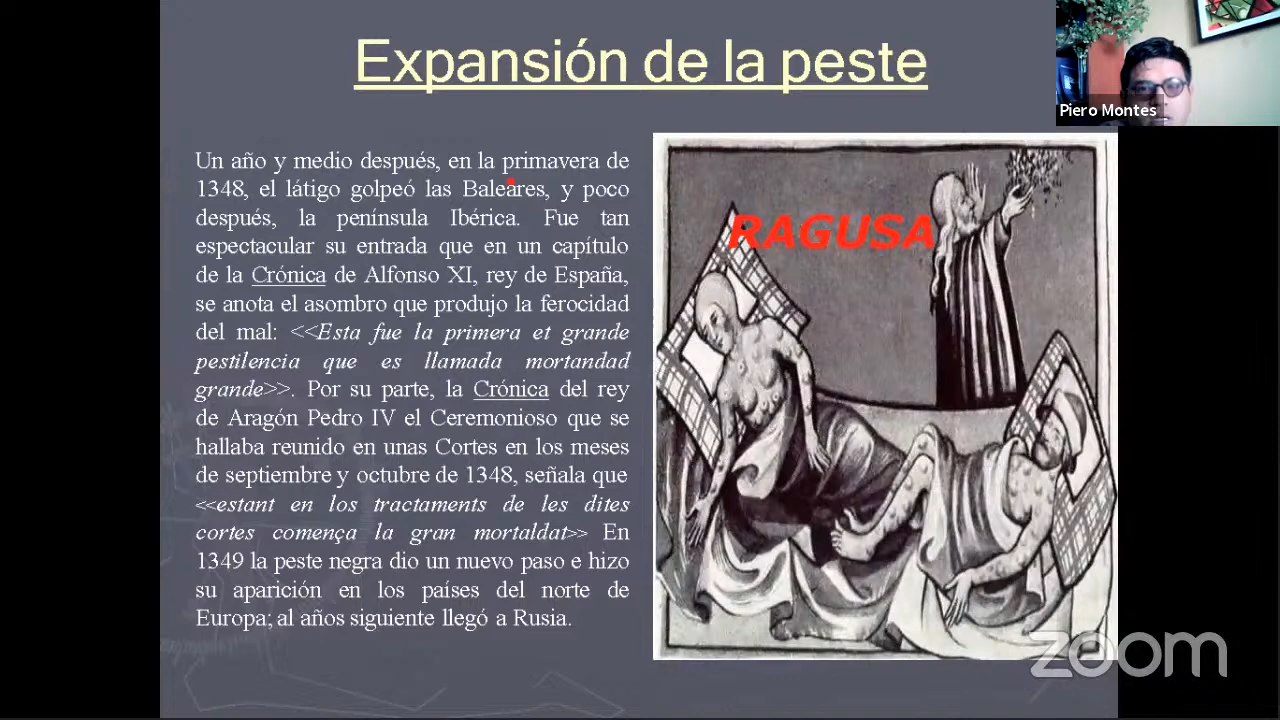 Expansión de la peste
Piero Montes
Un año y medio después, en la primavera de
1348, el látigo golpeó las Baleares, y poco
después, la península Ibérica. Fue tan
espectacular su entrada que en un capítulo
de la Crónica de Alfonso XI, rey de España,
se anota el asombro que produjo la ferocidad
del mal: <<Esta fue la primera et grande
pestilencia que es llamada mortandad
grande>>. Por su parte, la Crónica del rey
de Aragón Pedro IV el Ceremonioso que se
hallaba reunido en unas Cortes en los meses
de septiembre y octubre de 1348, señala que
<<estant en los tractaments de les dites
cortes comença la gran mortaldat>> En
1349 la peste negra dio un nuevo paso e hizo
su aparición en los países del norte de
Europa; al años siguiente llegó a Rusia.
RAGUSA
zoom